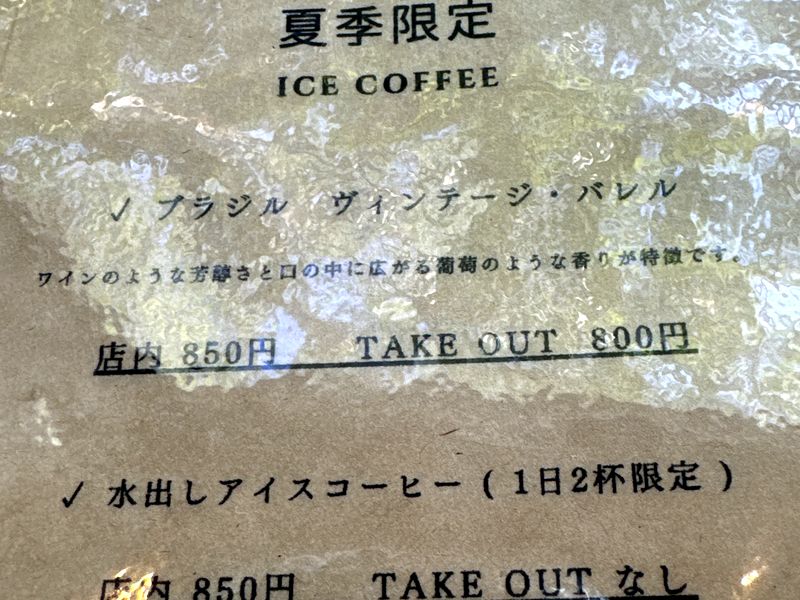 夏季限定
ICE COFFEE
✓ ブラジル ヴィンテージ・バレル
ワインのような芳醇さと口の中に広がる葡萄のような香りが特徴です。
店内 850円 TAKE OUT 800円
✓ 水出しアイスコーヒー ( 1日2杯限定 )
店内 850円 TAKE OUT なし